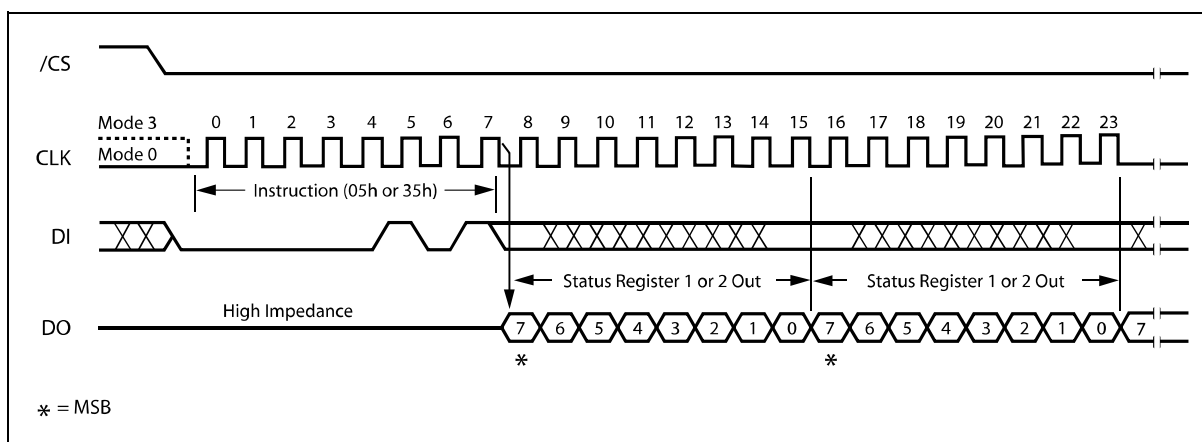 /CS
Mode 3 0 1 2 3 4 5 6 7 8 9 10 11 12 13 14 15 16 17 18 19 20 21 22 23
CLK Mode 0
Instruction (05h or 35h)
DI
Status Register 1 or 2 Out Status Register 1 or 2 Out
High Impedance
DO 7 6 5 4 3 2 1 0 7 6 5 4 3 2 1 0 7
* *
* = MSB